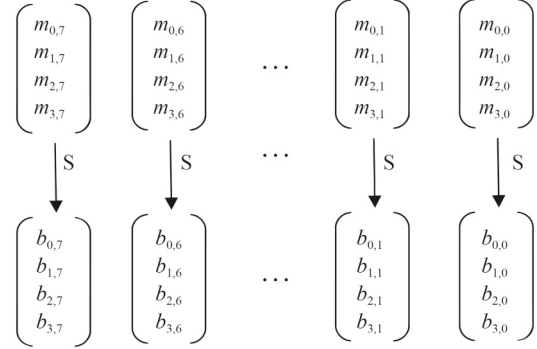 m0,7 m0,6 m0,1 m0,0
m1,7 m1,6 ... m1,1 m1,0
m2,7 m2,6 m2,1 m2,0
m3,7 m3,6 m3,1 m3,0
S S ... S S
b0,7 b0,6 b0,1 b0,0
b1,7 b1,6 ... b1,1 b1,0
b2,7 b2,6 b2,1 b2,0
b3,7 b3,6 b3,1 b3,0